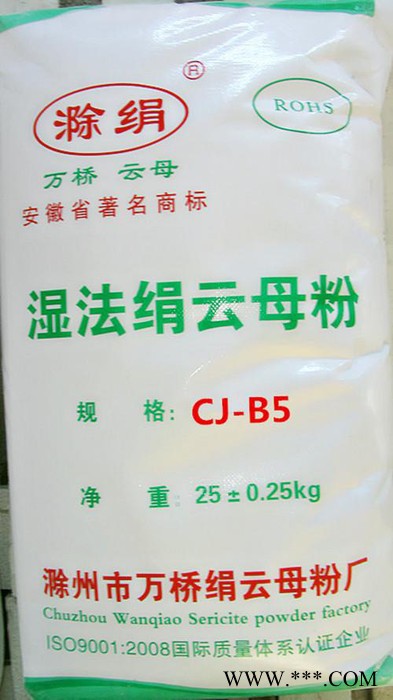 ®
滁绢
ROHS
万桥 云母
安徽省著名商标
湿法绢云母粉
规 格: CJ-B5
净 重: 25±0.25kg
滁州市万桥绢云母粉厂
Chuzhou Wanqiao Sericite powder factory
ISO9001:2008国际质量体系认证企业
www.***.com